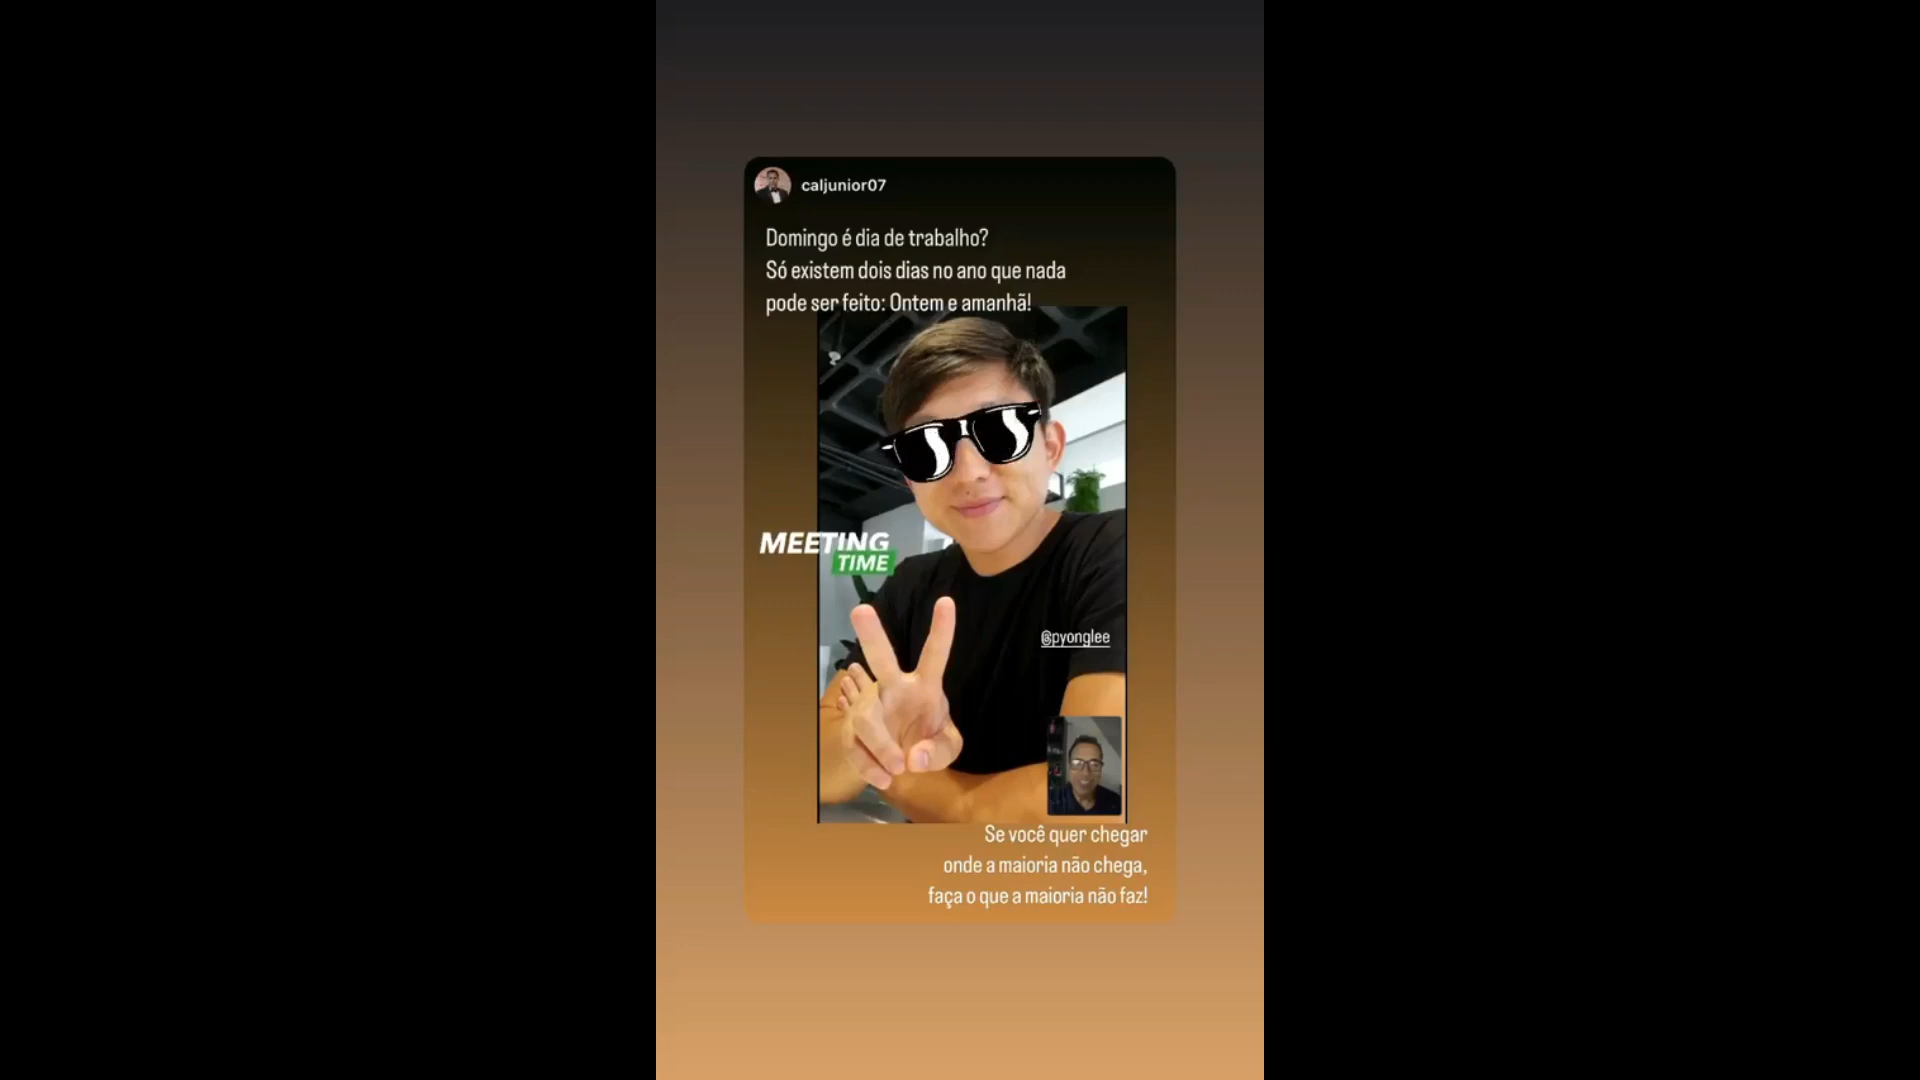 caljunior07
Domingo é dia de trabalho?
Só existem dois dias no ano que nada
pode ser feito: Ontem e amanhã!
MEETING
TIME
@pyonglee
Se você quer chegar
onde a maioria não chega,
faça o que a maioria não faz!